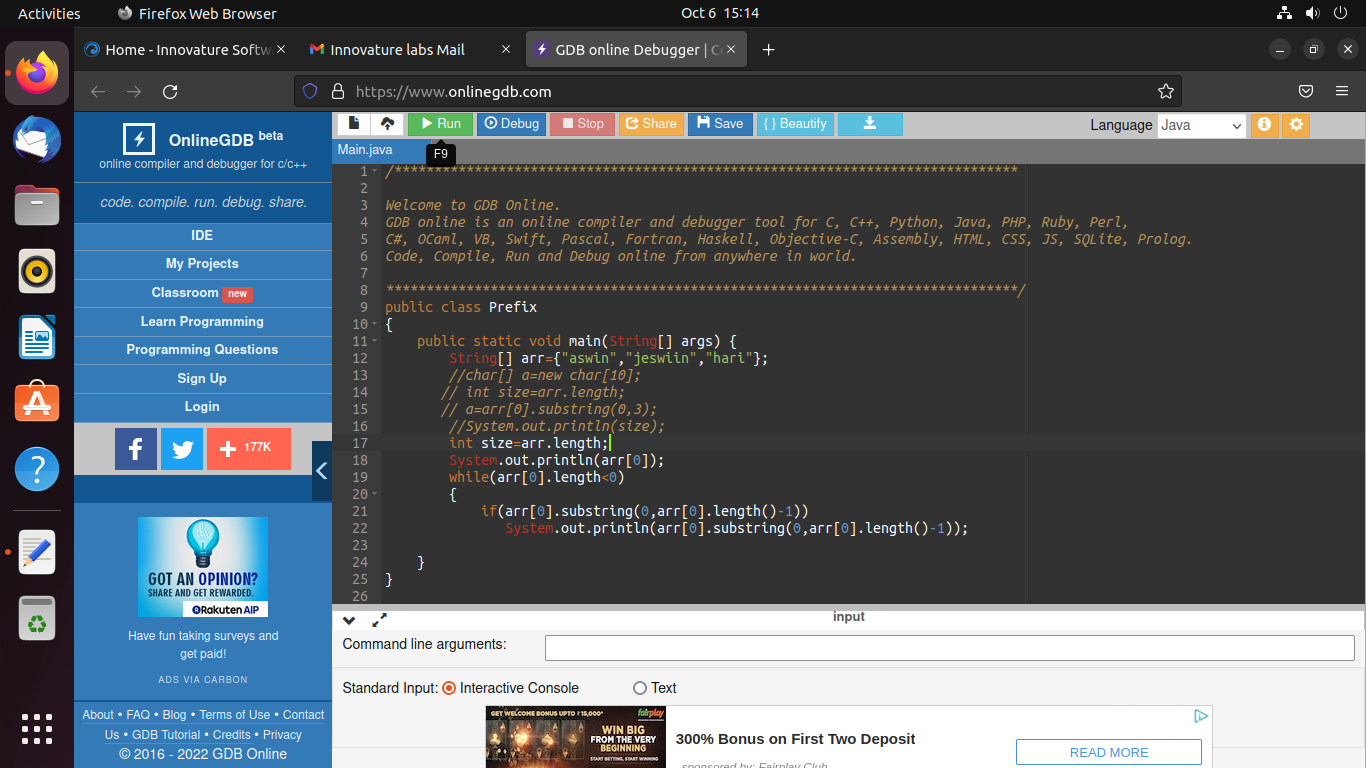 Activities
Firefox Web Browser
Oct 6 15:14
Home - Innovature Softw
Innovature labs Mail
GDB online Debugger | C
https://www.onlinegdb.com
OnlineGDB beta
online compiler and debugger for c/c++
code. compile. run. debug. share.
IDE
My Projects
Classroom new
Learn Programming
Programming Questions
Sign Up
Login
177K
GOT AN OPINION?
SHARE AND GET REWARDED.
Rakuten AIP
Have fun taking surveys and
get paid!
ADS VIA CARBON
About • FAQ • Blog • Terms of Use • Contact
Us • GDB Tutorial • Credits • Privacy
© 2016 - 2022 GDB Online
Run Debug Stop Share Save { } Beautify
Language Java
Main.java
F9
1 /******************************************************************************
2
3 Welcome to GDB Online.
4 GDB online is an online compiler and debugger tool for C, C++, Python, Java, PHP, Ruby, Perl,
5 C#, OCaml, VB, Swift, Pascal, Fortran, Haskell, Objective-C, Assembly, HTML, CSS, JS, SQLite, Prolog.
6 Code, Compile, Run and Debug online from anywhere in world.
7
8 *******************************************************************************/
9 public class Prefix
10 {
11 public static void main(String[] args) {
12 String[] arr={"aswin","jeswiin","hari"};
13 //char[] a=new char[10];
14 // int size=arr.length;
15 // a=arr[0].substring(0,3);
16 //System.out.println(size);
17 int size=arr.length;
18 System.out.println(arr[0]);
19 while(arr[0].length<0)
20 {
21 if(arr[0].substring(0,arr[0].length()-1))
22 System.out.println(arr[0].substring(0,arr[0].length()-1));
23
24 }
25 }
26
input
Command line arguments:
Standard Input: Interactive Console Text
GET WELCOME BONUS UPTO ₹ 15,000*
fairplay
WIN BIG
FROM THE VERY
BEGINNING
START BETTING, START WINNING
300% Bonus on First Two Deposit
sponsored by: Fairplay Club
READ MORE